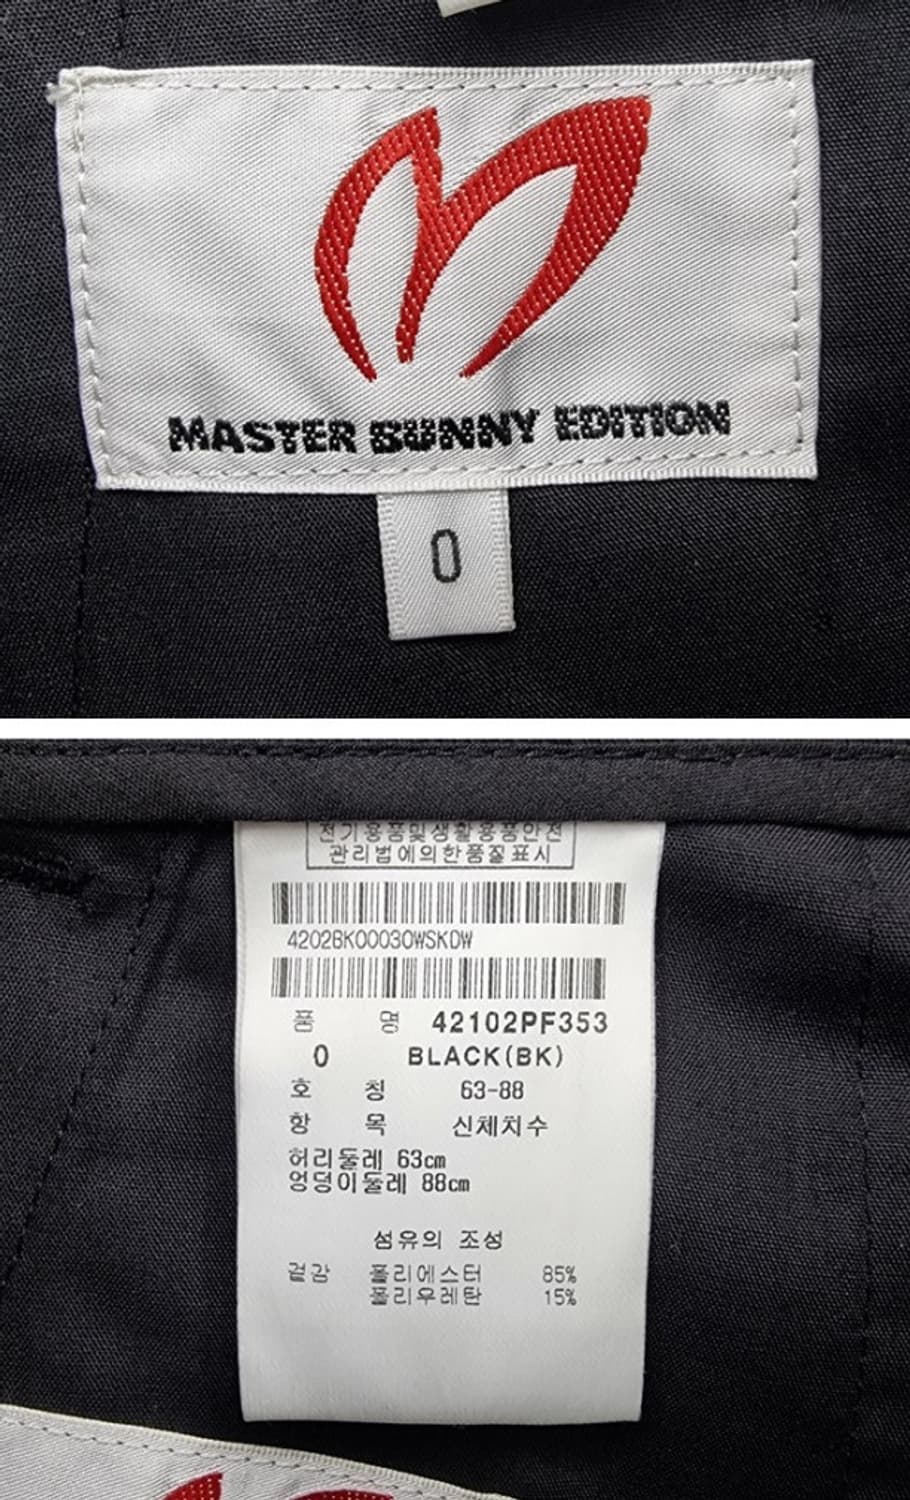 MASTER BUNNY EDITION
0
전기용품및생활용품안전
관리법에의한품질표시
4202BK00030WSKDW
품 명 42102PF353
0 BLACK(BK)
호 칭 63-88
항 목 신체치수
허리둘레 63cm
엉덩이둘레 88cm
섬유의 조성
겉감 폴리에스터 85%
폴리우레탄 15%